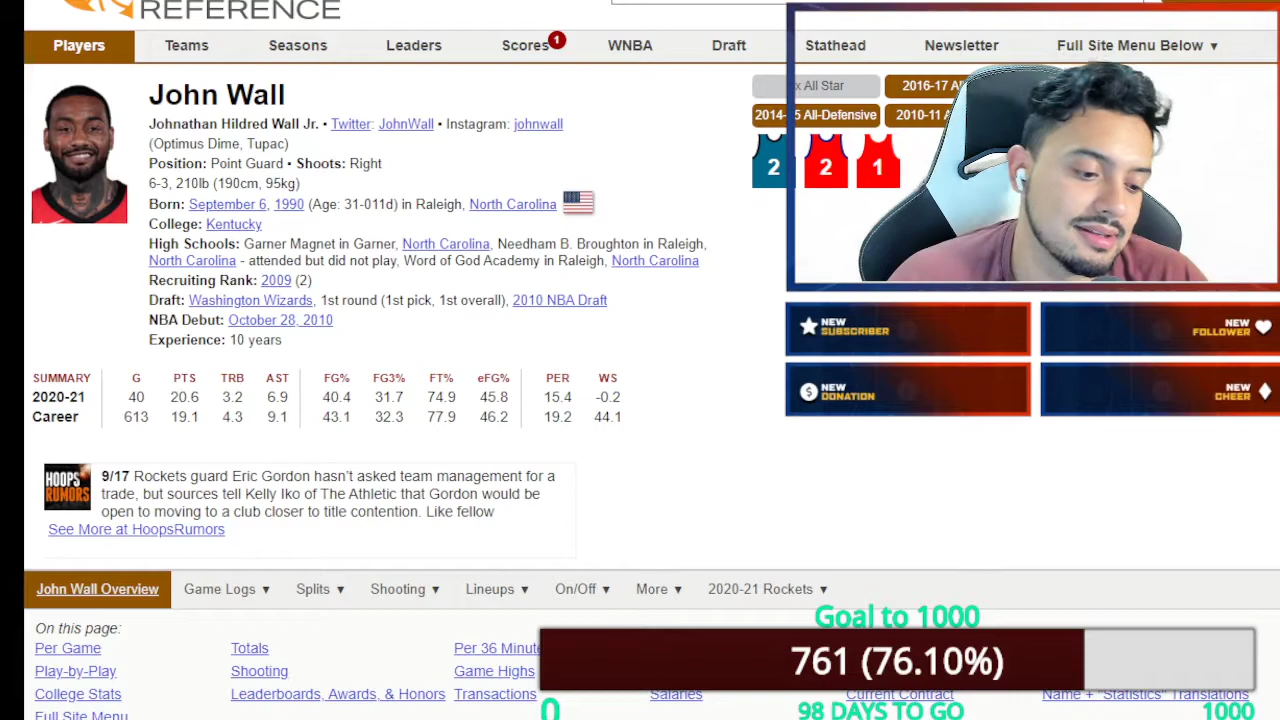 REFERENCE
Players Teams Seasons Leaders Scores 1 WNBA Draft Stathead Newsletter Full Site Menu Below ▼
John Wall
Johnathan Hildred Wall Jr. • Twitter: JohnWall • Instagram: johnwall
(Optimus Dime, Tupac)
Position: Point Guard • Shoots: Right
6-3, 210lb (190cm, 95kg)
Born: September 6, 1990 (Age: 31-011d) in Raleigh, North Carolina
College: Kentucky
High Schools: Garner Magnet in Garner, North Carolina, Needham B. Broughton in Raleigh,
North Carolina - attended but did not play, Word of God Academy in Raleigh, North Carolina
Recruiting Rank: 2009 (2)
Draft: Washington Wizards, 1st round (1st pick, 1st overall), 2010 NBA Draft
NBA Debut: October 28, 2010
Experience: 10 years
x All Star 2016-17
2014-15 All-Defensive 2010-11
2 2 1
NEW SUBSCRIBER
NEW FOLLOWER
NEW DONATION
NEW CHEER
SUMMARY G PTS TRB AST FG% FG3% FT% eFG% PER WS
2020-21 40 20.6 3.2 6.9 40.4 31.7 74.9 45.8 15.4 -0.2
Career 613 19.1 4.3 9.1 43.1 32.3 77.9 46.2 19.2 44.1
HOOPS RUMORS
9/17 Rockets guard Eric Gordon hasn't asked team management for a
trade, but sources tell Kelly Iko of The Athletic that Gordon would be
open to moving to a club closer to title contention. Like fellow
See More at HoopsRumors
John Wall Overview Game Logs ▼ Splits ▼ Shooting ▼ Lineups ▼ On/Off ▼ More ▼ 2020-21 Rockets ▼
On this page:
Per Game Totals Per 36 Minute
Play-by-Play Shooting Game Highs
College Stats Leaderboards, Awards, & Honors Transactions Salaries Current Contract Name + "Statistics" Translations
Full Site Menu
Goal to 1000
761 (76.10%)
0 98 DAYS TO GO 1000